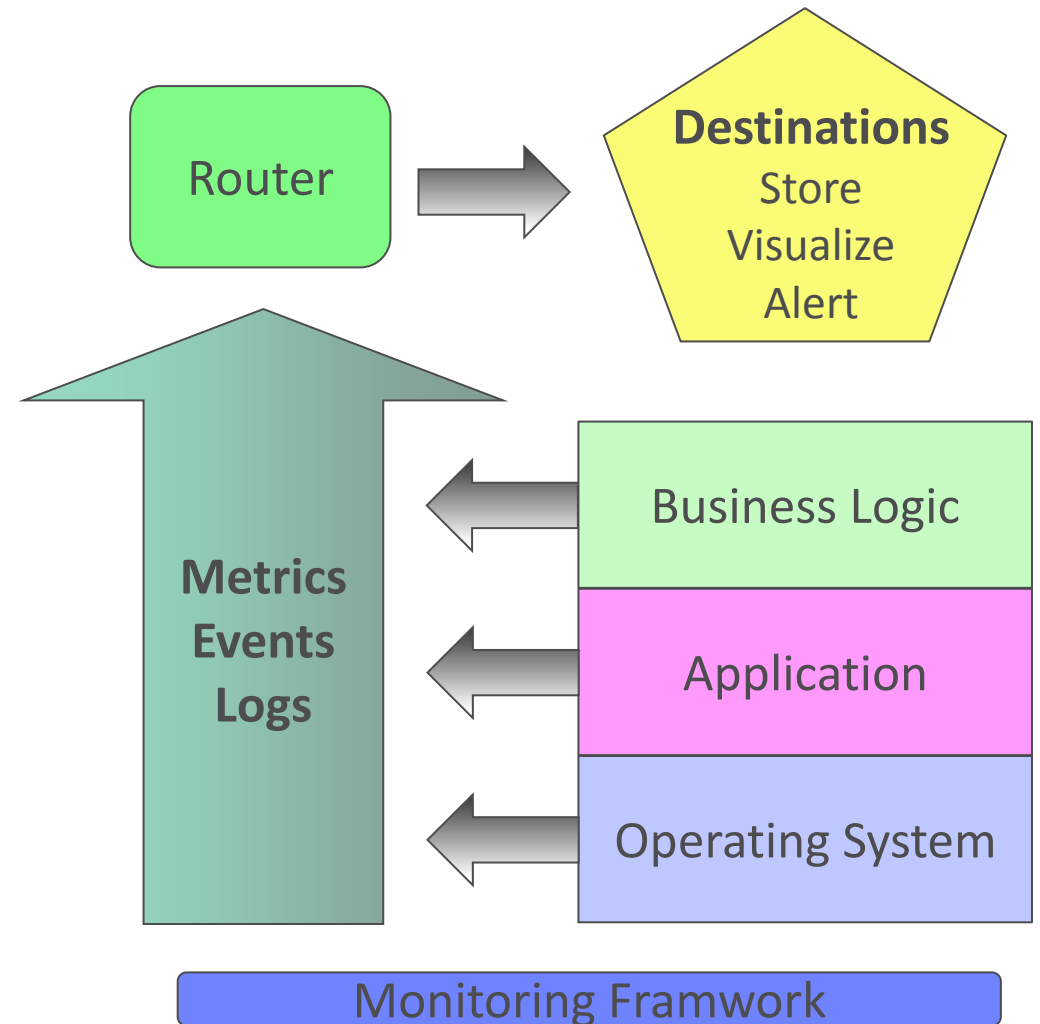 Router
Destinations
Store
Visualize
Alert
Metrics
Events
Logs
Business Logic
Application
Operating System
Monitoring Framwork